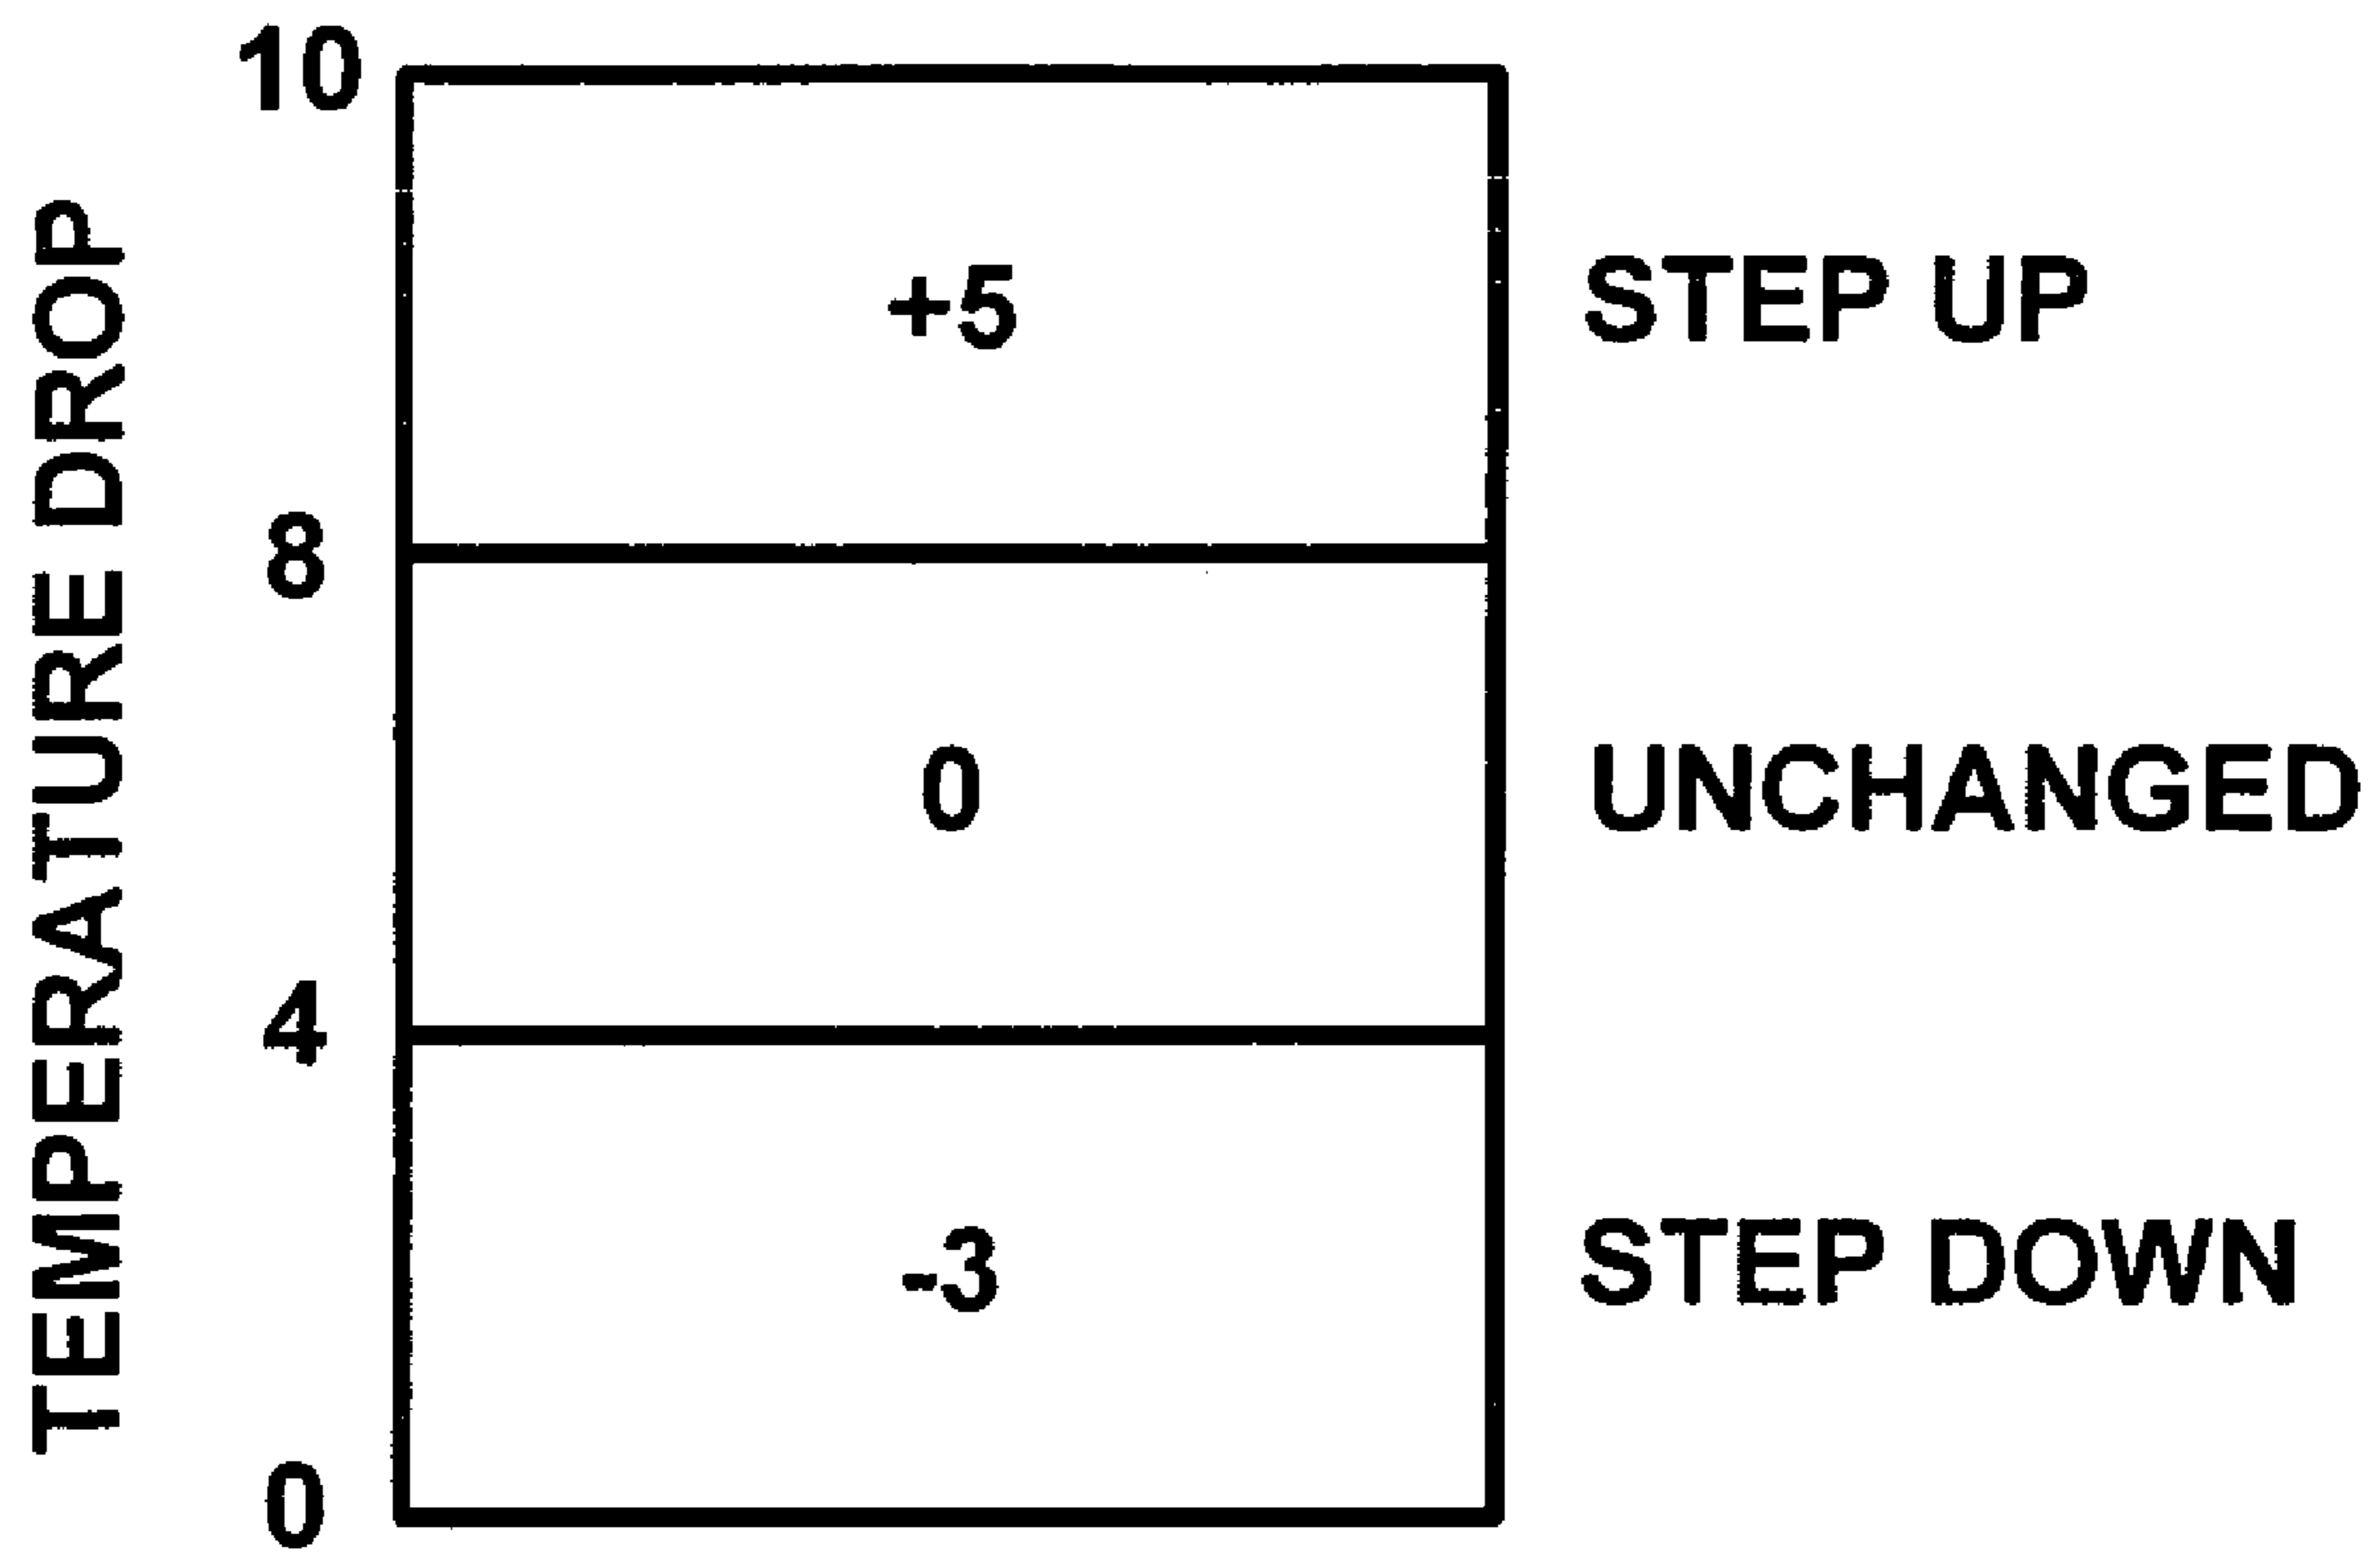 TEMPERATURE DROP
10
+5
STEP UP
8
0
UNCHANGED
4
-3
STEP DOWN
0